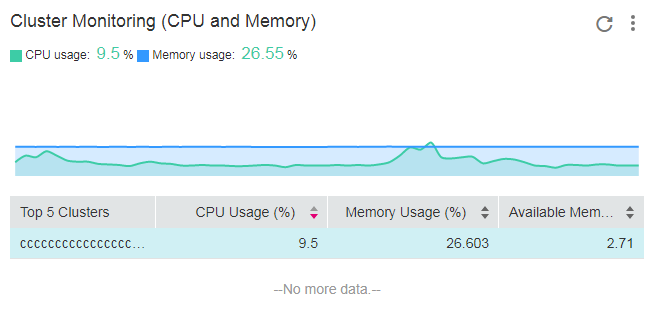 Cluster Monitoring (CPU and Memory)
CPU usage: 9.5 % Memory usage: 26.55 %
Top 5 Clusters CPU Usage (%) Memory Usage (%) Available Mem...
cccccccccccccccc... 9.5 26.603 2.71
--No more data.--